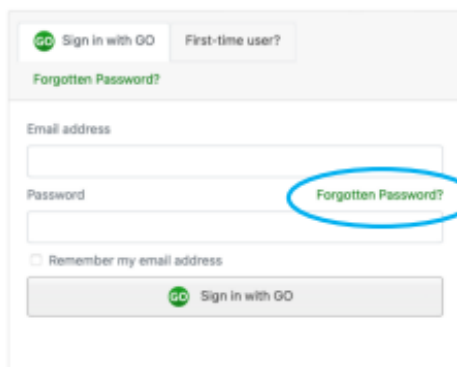 GO Sign in with GO First-time user?
Forgotten Password?
Email address
Password Forgotten Password?
Remember my email address
GO Sign in with GO